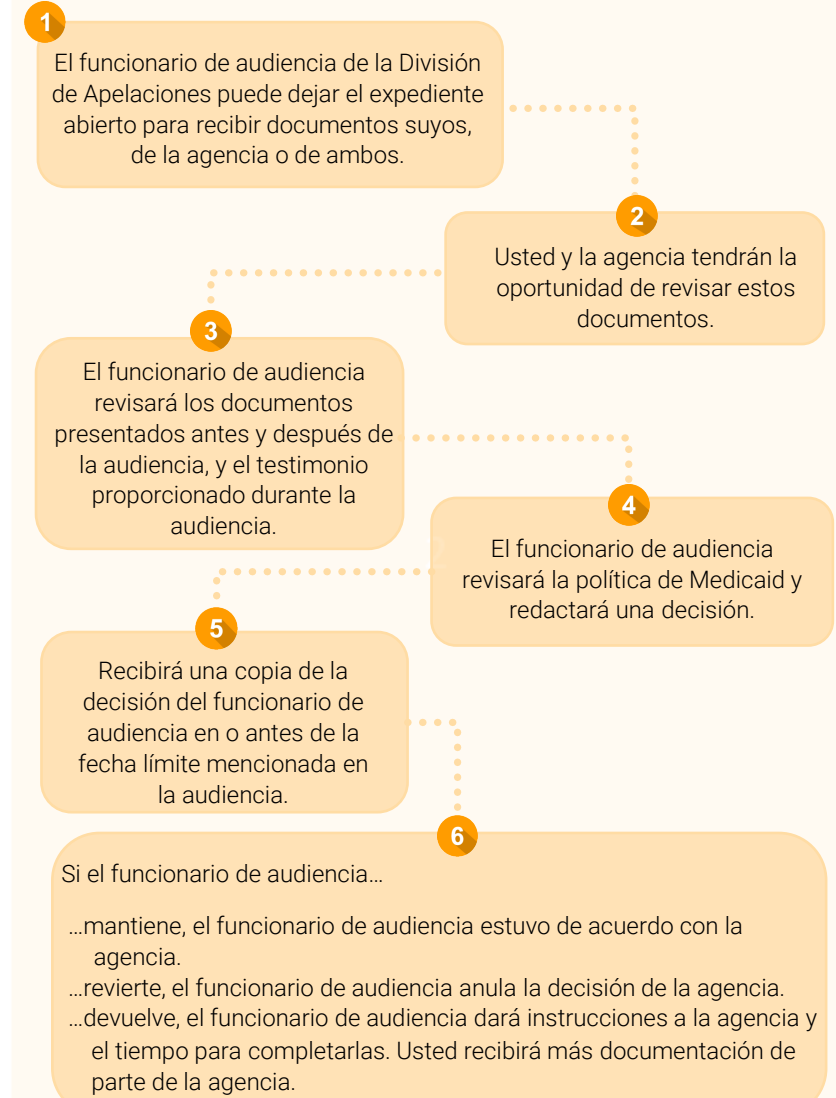 1
El funcionario de audiencia de la División
de Apelaciones puede dejar el expediente
abierto para recibir documentos suyos,
de la agencia o de ambos.
2
Usted y la agencia tendrán la
oportunidad de revisar estos
documentos.
3
El funcionario de audiencia
revisará los documentos
presentados antes y después de
la audiencia, y el testimonio
proporcionado durante la
audiencia.
4
El funcionario de audiencia
revisará la política de Medicaid y
redactará una decisión.
5
Recibirá una copia de la
decisión del funcionario de
audiencia en o antes de la
fecha límite mencionada en
la audiencia.
6
Si el funcionario de audiencia…
…mantiene, el funcionario de audiencia estuvo de acuerdo con la
agencia.
…revierte, el funcionario de audiencia anula la decisión de la agencia.
…devuelve, el funcionario de audiencia dará instrucciones a la agencia y
el tiempo para completarlas. Usted recibirá más documentación de
parte de la agencia.